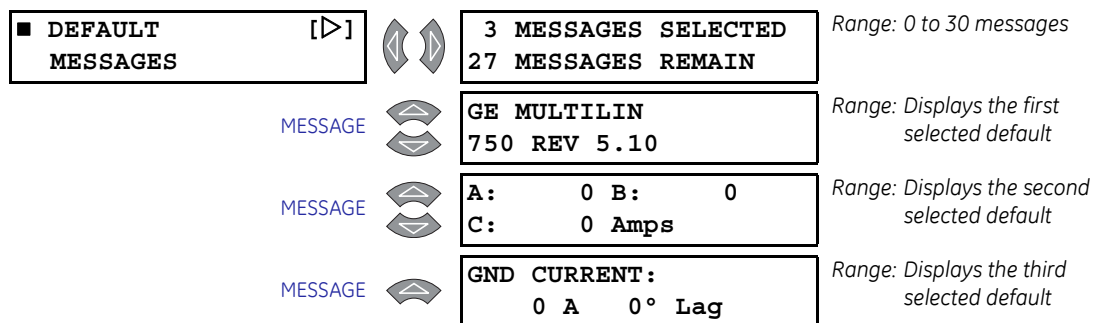 ■ DEFAULT [▷]
MESSAGES
3 MESSAGES SELECTED
27 MESSAGES REMAIN
Range: 0 to 30 messages
MESSAGE
GE MULTILIN
750 REV 5.10
Range: Displays the first
selected default
MESSAGE
A: 0 B: 0
C: 0 Amps
Range: Displays the second
selected default
MESSAGE
GND CURRENT:
0 A 0° Lag
Range: Displays the third
selected default